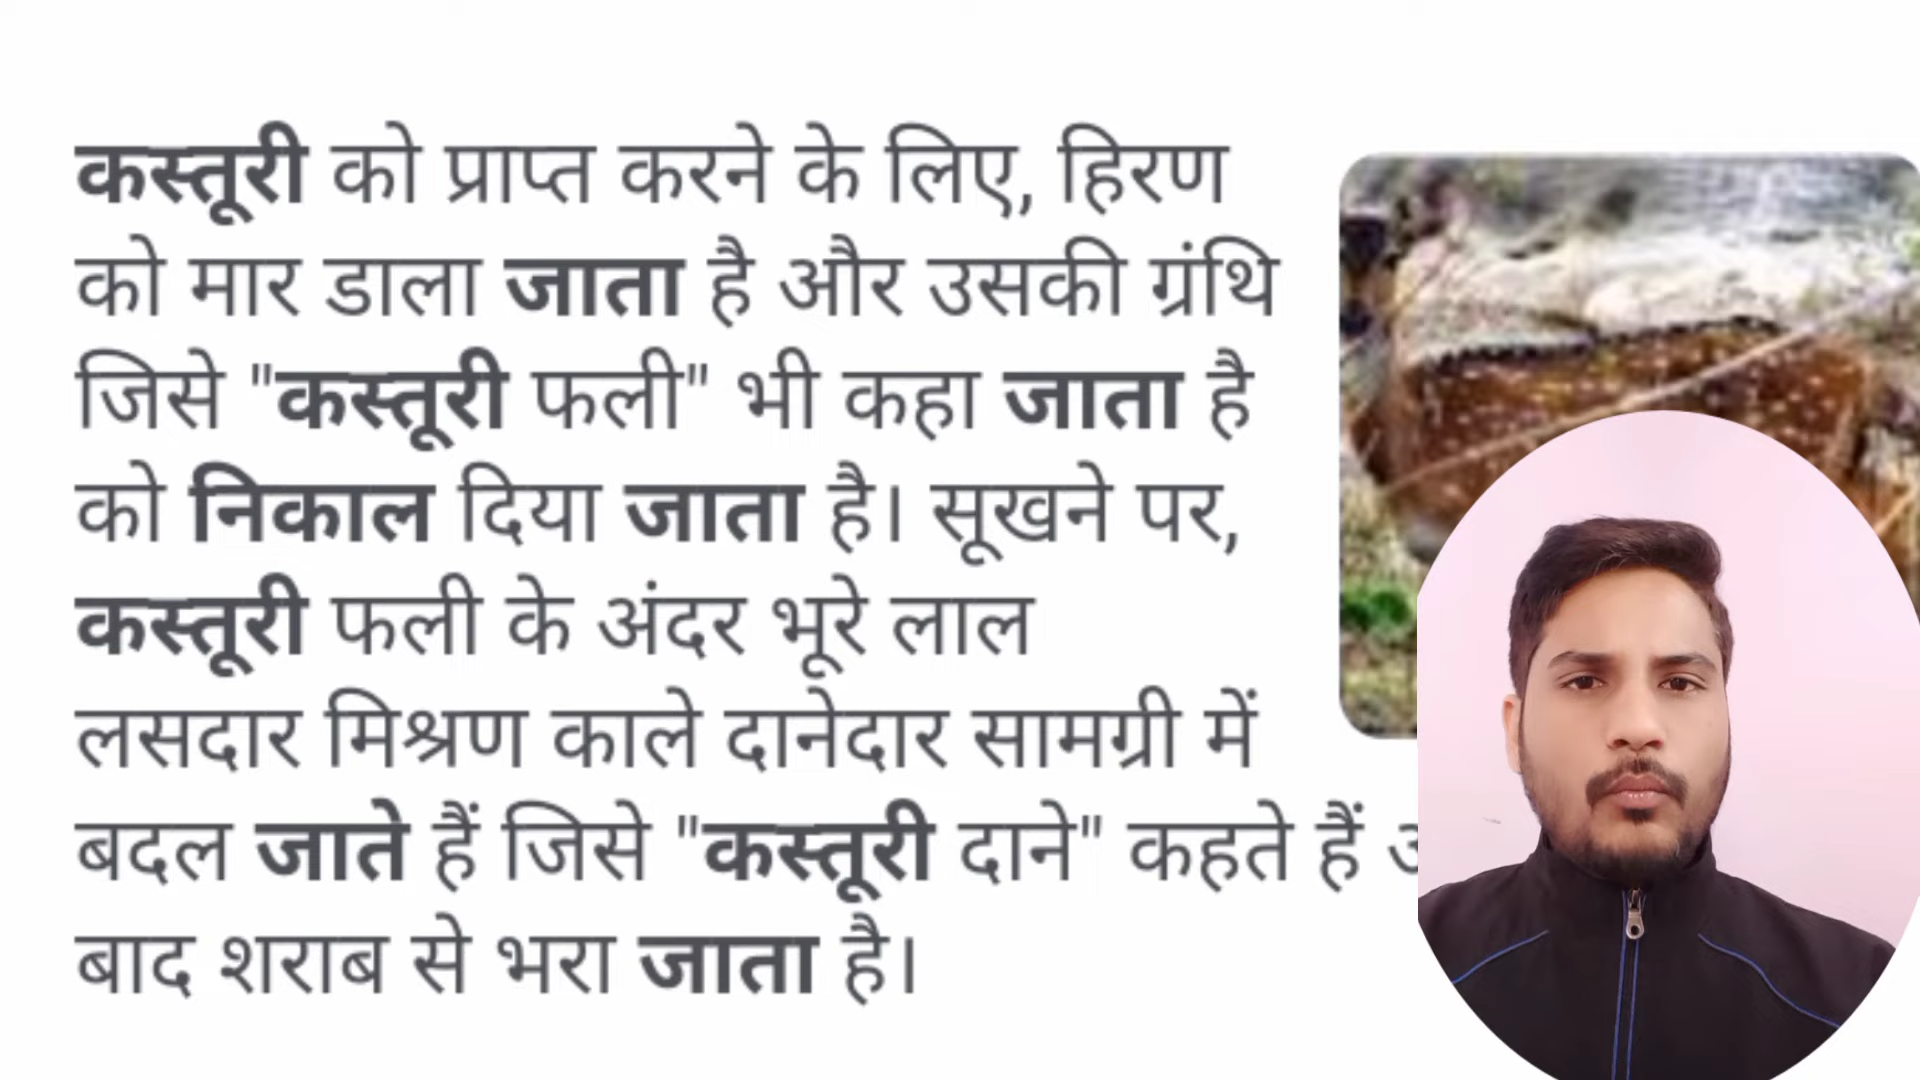 कस्तूरी को प्राप्त करने के लिए, हिरण
को मार डाला जाता है और उसकी ग्रंथि
जिसे "कस्तूरी फली" भी कहा जाता है
को निकाल दिया जाता है। सूखने पर,
कस्तूरी फली के अंदर भूरे लाल
लसदार मिश्रण काले दानेदार सामग्री में
बदल जाते हैं जिसे "कस्तूरी दाने" कहते हैं
बाद शराब से भरा जाता है।